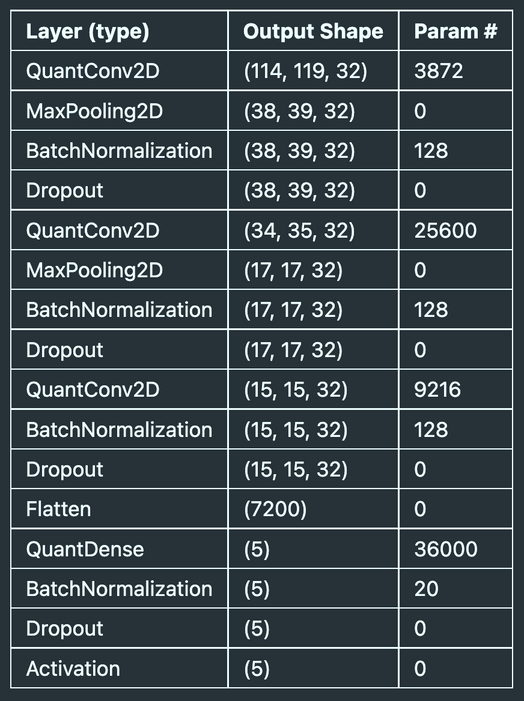 Layer (type) Output Shape Param #
QuantConv2D (114, 119, 32) 3872
MaxPooling2D (38, 39, 32) 0
BatchNormalization (38, 39, 32) 128
Dropout (38, 39, 32) 0
QuantConv2D (34, 35, 32) 25600
MaxPooling2D (17, 17, 32) 0
BatchNormalization (17, 17, 32) 128
Dropout (17, 17, 32) 0
QuantConv2D (15, 15, 32) 9216
BatchNormalization (15, 15, 32) 128
Dropout (15, 15, 32) 0
Flatten (7200) 0
QuantDense (5) 36000
BatchNormalization (5) 20
Dropout (5) 0
Activation (5) 0